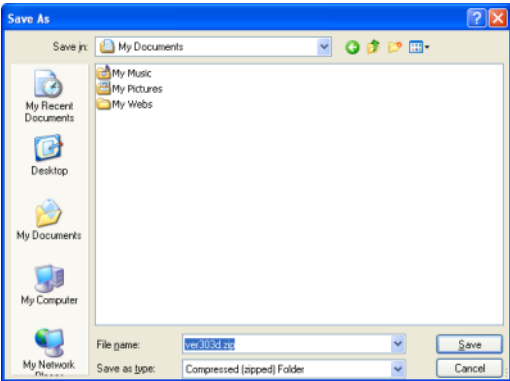 Save As
Save in:
My Documents
My Music
My Pictures
My Webs
My Recent
Documents
Desktop
My Documents
My Computer
My Network
File name:
ver303d.zip
Save
Save as type:
Compressed (zipped) Folder
Cancel